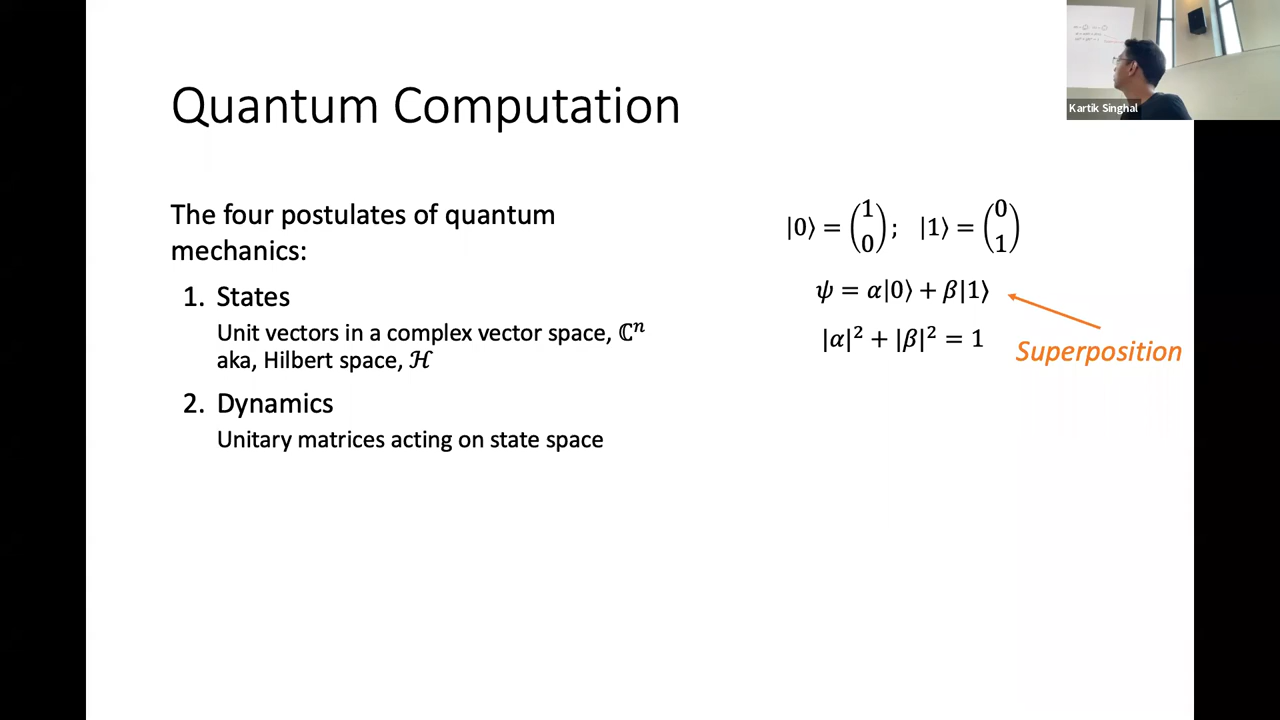 Quantum Computation
Kartik Singhal
The four postulates of quantum
mechanics:
1. States
Unit vectors in a complex vector space, ℂⁿ
aka, Hilbert space, ℋ
2. Dynamics
Unitary matrices acting on state space
|0⟩ = (1 0); |1⟩ = (0 1)
𝜓 = 𝛼|0⟩ + 𝛽|1⟩
|𝛼|² + |𝛽|² = 1
Superposition